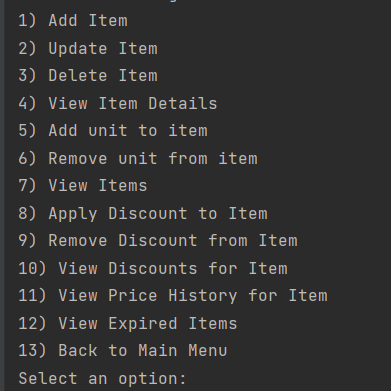 1) Add Item
2) Update Item
3) Delete Item
4) View Item Details
5) Add unit to item
6) Remove unit from item
7) View Items
8) Apply Discount to Item
9) Remove Discount from Item
10) View Discounts for Item
11) View Price History for Item
12) View Expired Items
13) Back to Main Menu
Select an option: